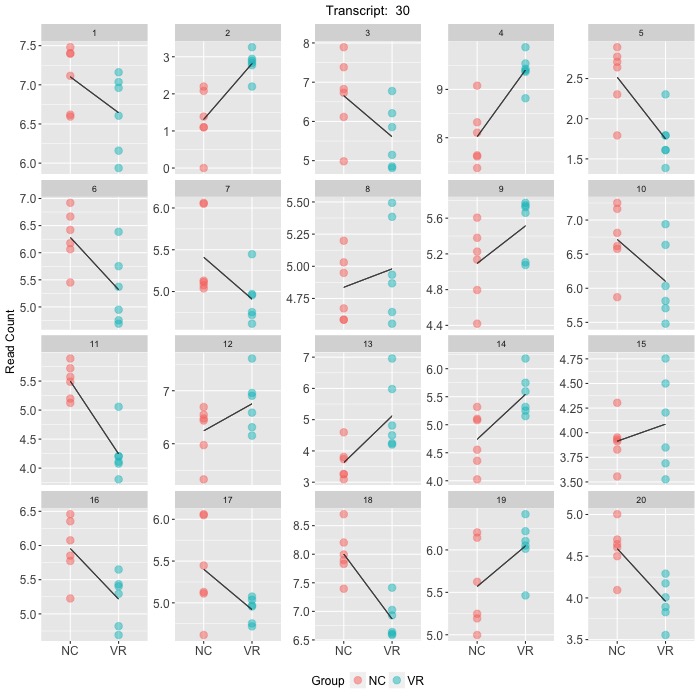 Transcript: 30
1 2 3 4 5
7.5 3 8 9 2.5
7.0 2 7 8 2.0
6.5 1 6 1.5
6.0 0 5
6 7 8 9 10
7.0 6.0 5.50 5.6 7.0
6.5 5.5 5.25 5.2 6.5
6.0 5.0 5.00 4.8 6.0
5.5 4.75 4.4 5.5
5.0
Read Count
11 12 13 14 15
5.5 7 7 6.0 4.75
5.0 6 6 5.5 4.50
4.5 5 5.0 4.25
4.0 4 4.5 4.00
3 4.0 3.75
3.50
16 17 18 19 20
6.5 6.0 8.5 6.0 5.0
6.0 5.5 8.0 5.5 4.5
5.5 5.0 7.5 5.0 4.0
5.0 7.0 3.5
6.5
NC VR NC VR NC VR NC VR NC VR
Group NC VR